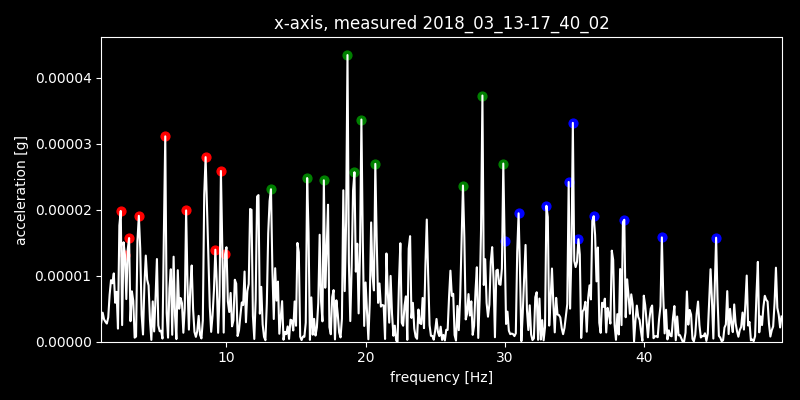 x-axis, measured 2018_03_13-17_40_02
0.00004
0.00003
0.00002
0.00001
0.00000
acceleration [g]
10 20 30 40
frequency [Hz]